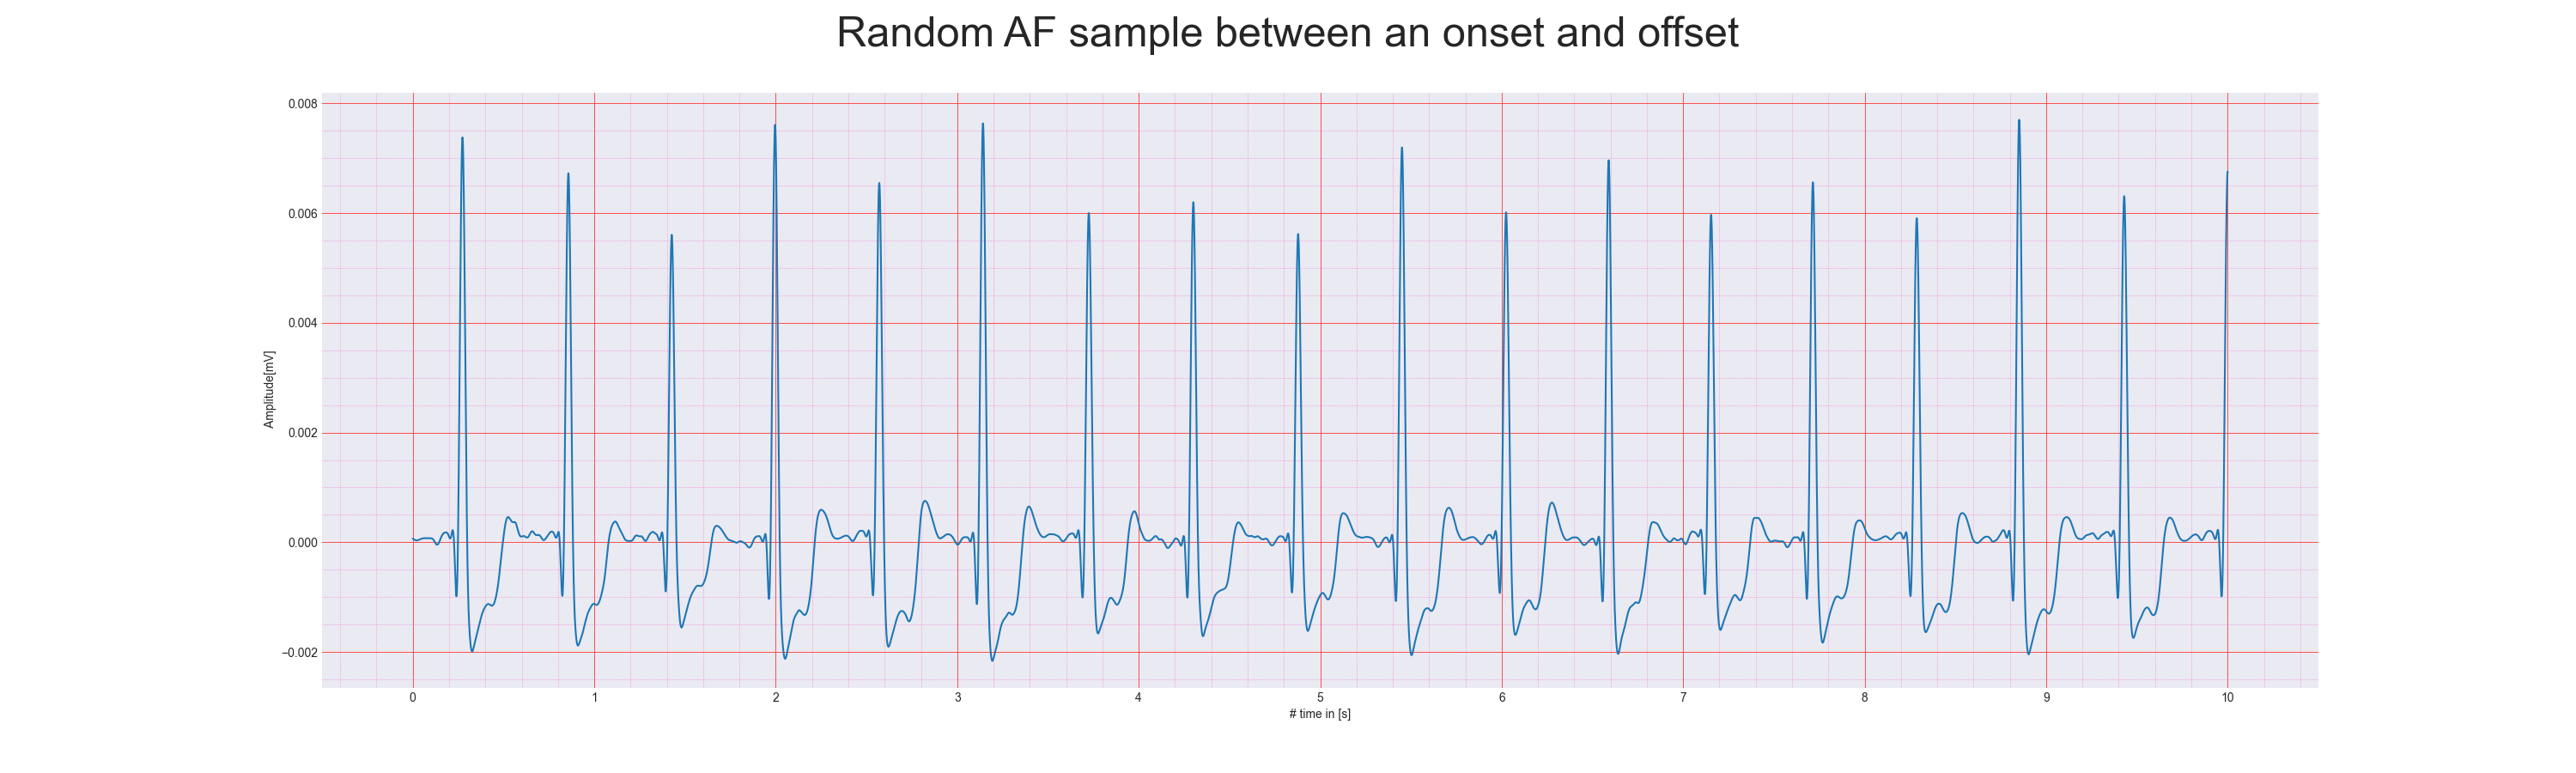 Random AF sample between an onset and offset
0.008
0.006
0.004
0.002
0.000
−0.002
Amplitude[mV]
0 1 2 3 4 5 6 7 8 9 10
# time in [s]